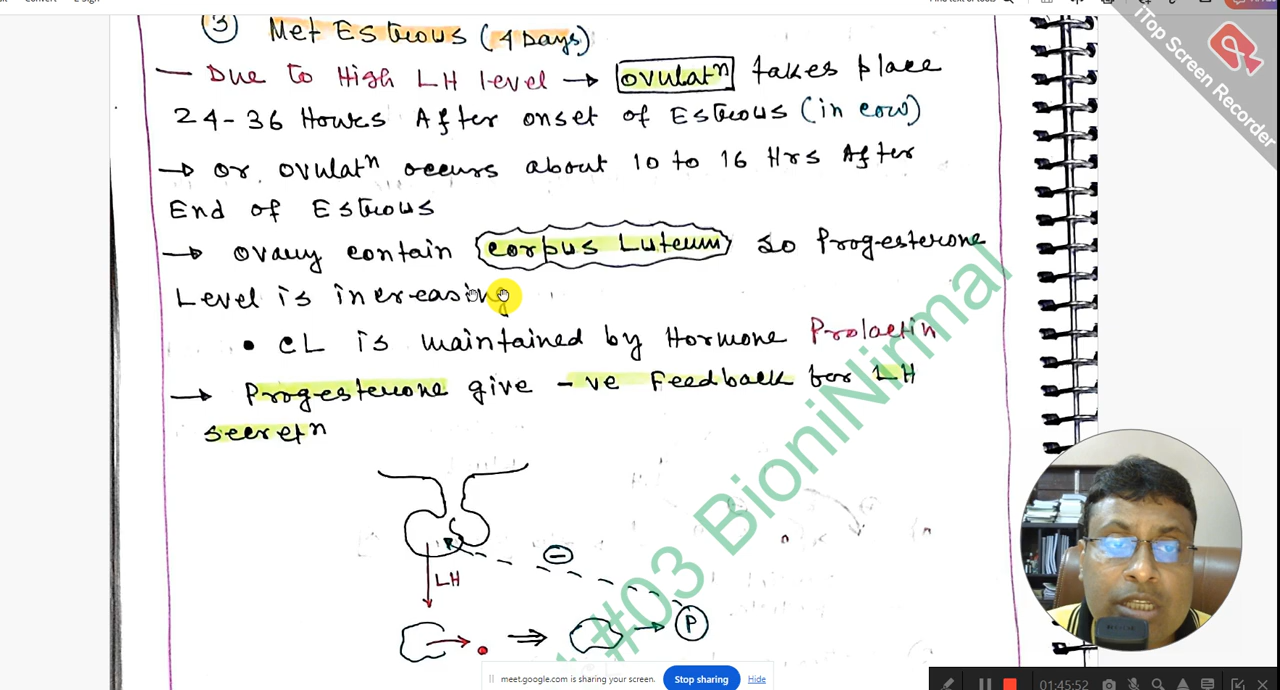 ③ Met Estrous (4 Days)
— Due to High LH level → ovulatⁿ takes place
24-36 Hours After onset of Estrous (in cow)
→ or ovulatⁿ occurs about 10 to 16 Hrs After
End of Estrous
→ ovary contain corpus Luteum so Progesterone
Level is increasing
• CL is maintained by Hormone Prolactin
→ Progesterone give -ve Feedback for LH
secretⁿ
⊖
LH
P
#03 BioniNirmal
iTop Screen Recorder
meet.google.com is sharing your screen.
Stop sharing
Hide
01:45:52